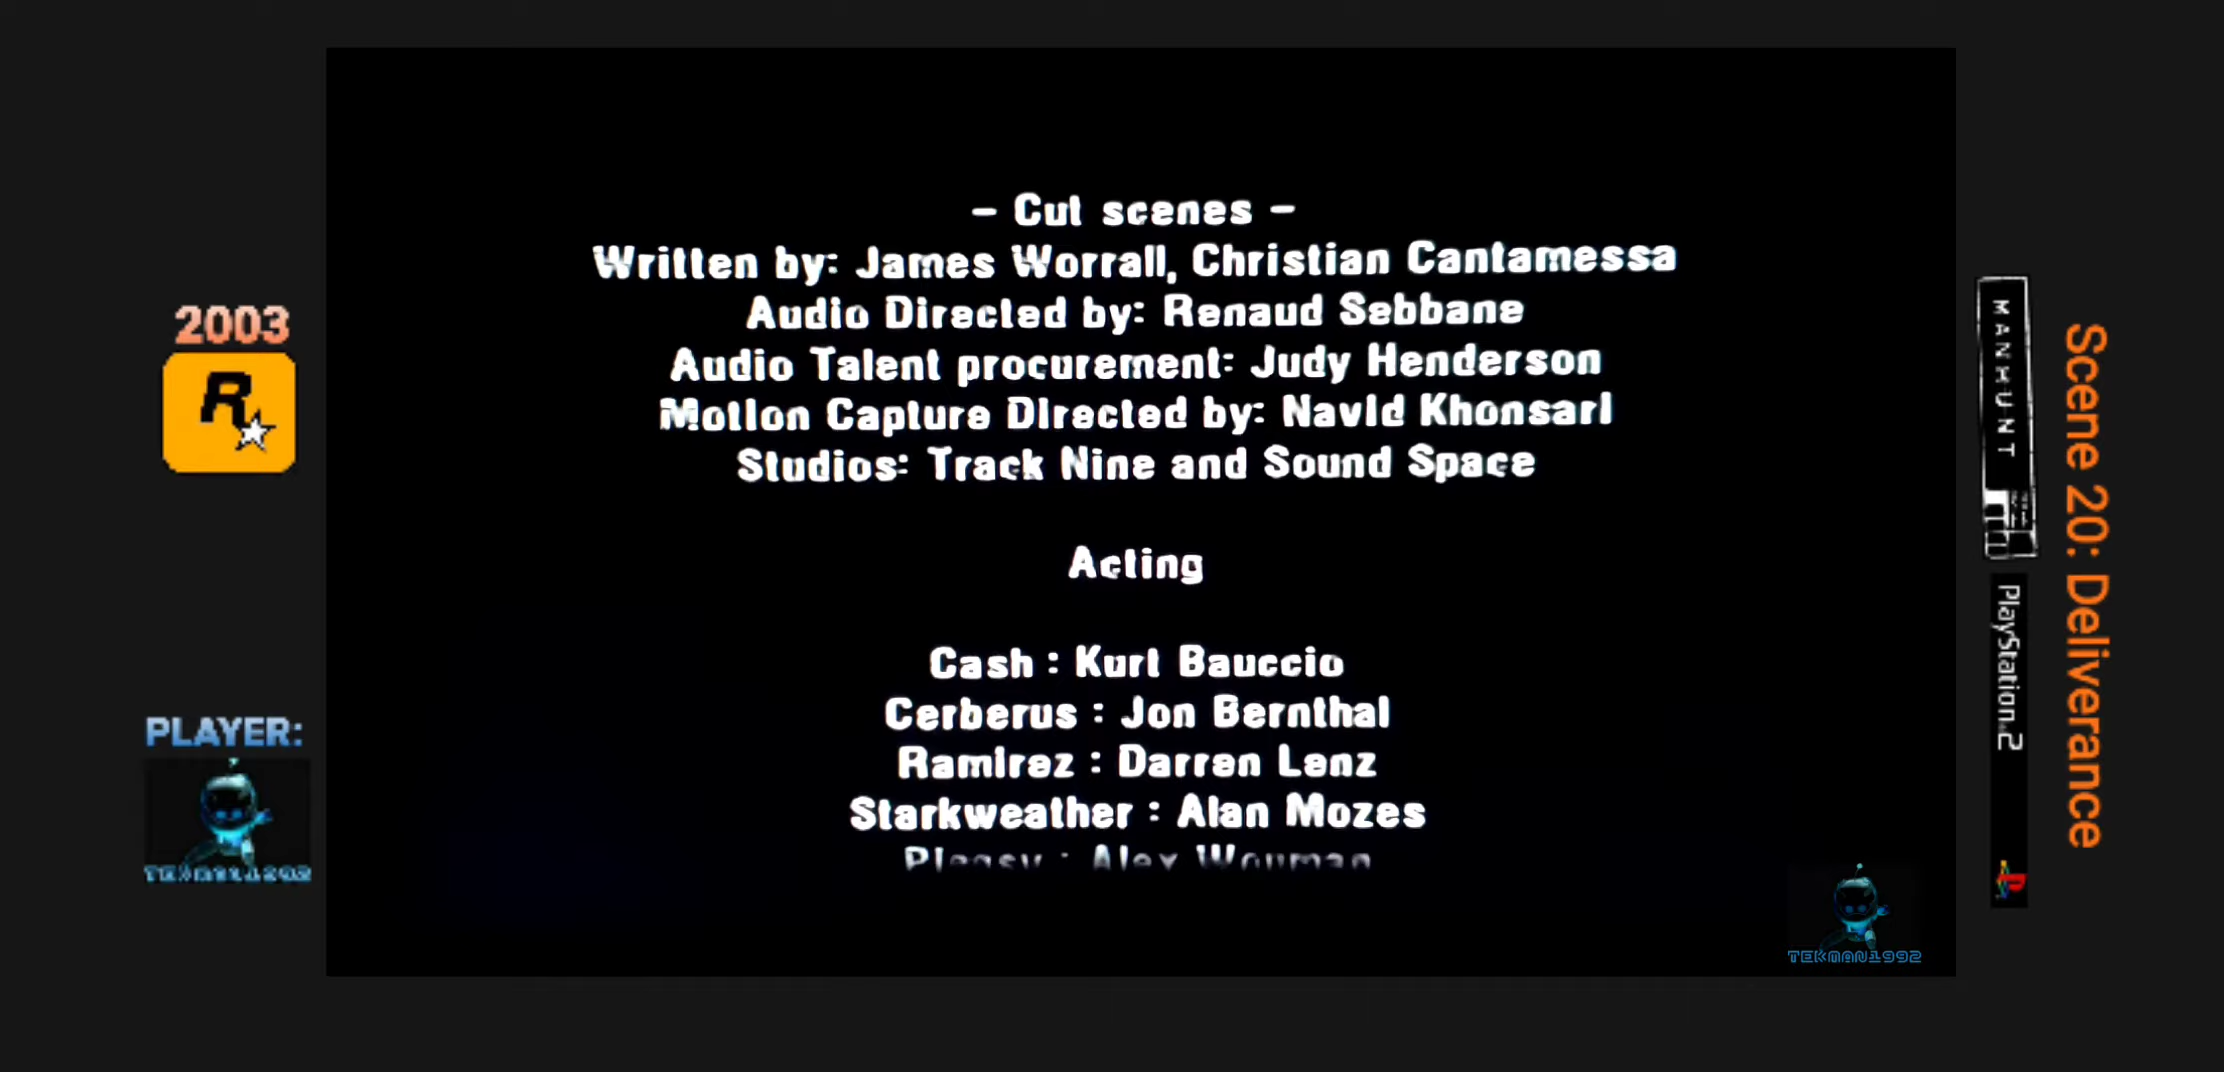 – Cut scenes –
Written by: James Worrall, Christian Cantamessa
Audio Directed by: Renaud Sebbane
Audio Talent procurement: Judy Henderson
Motion Capture Directed by: Navid Khonsari
Studios: Track Nine and Sound Space
Acting
Cash : Kurt Bauccio
Cerberus : Jon Bernthal
Ramirez : Darren Lenz
Starkweather : Alan Mozes
2003
R
PLAYER:
TEKMAN1992
MANHUNT
PlayStation 2
Scene 20: Deliverance
TEKMAN1992